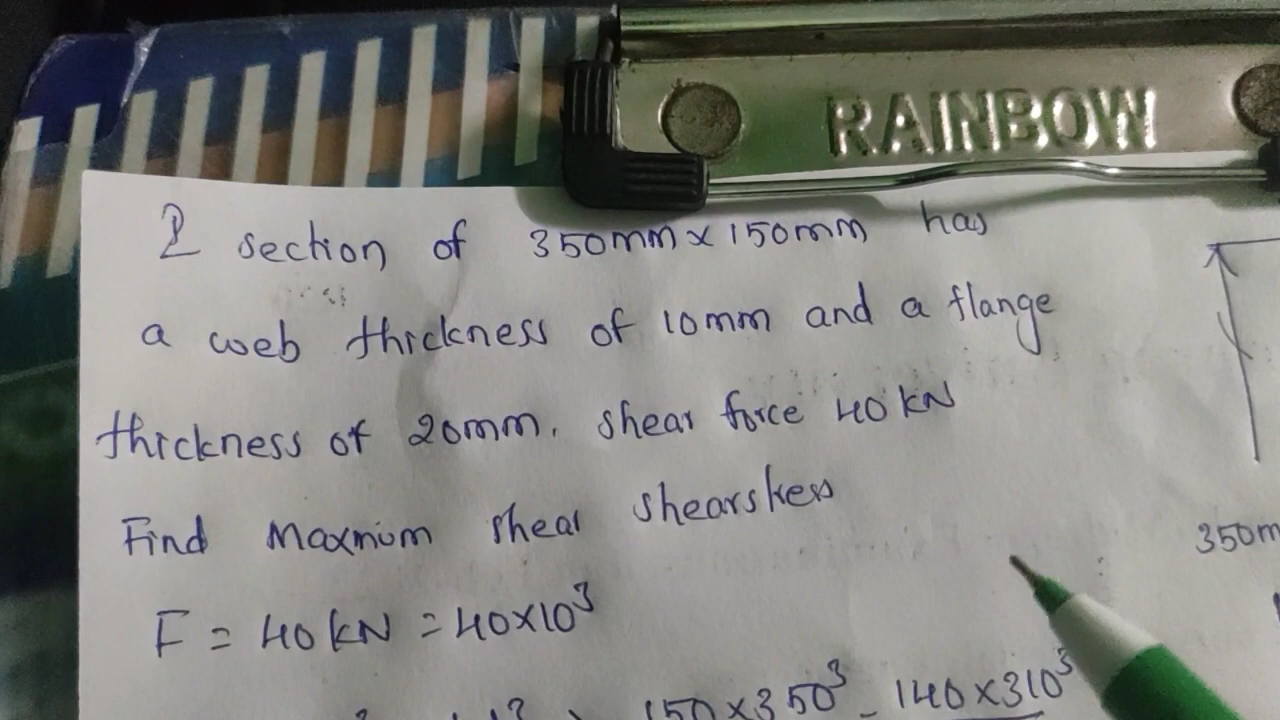 RAINBOW
I section of 350mm x 150mm has
a web thickness of 10mm and a flange
thickness of 20mm. shear force 40 kN
Find Maxmum shear shearstress
F = 40 kN = 40×10³
350m
150×350³ - 140×310³